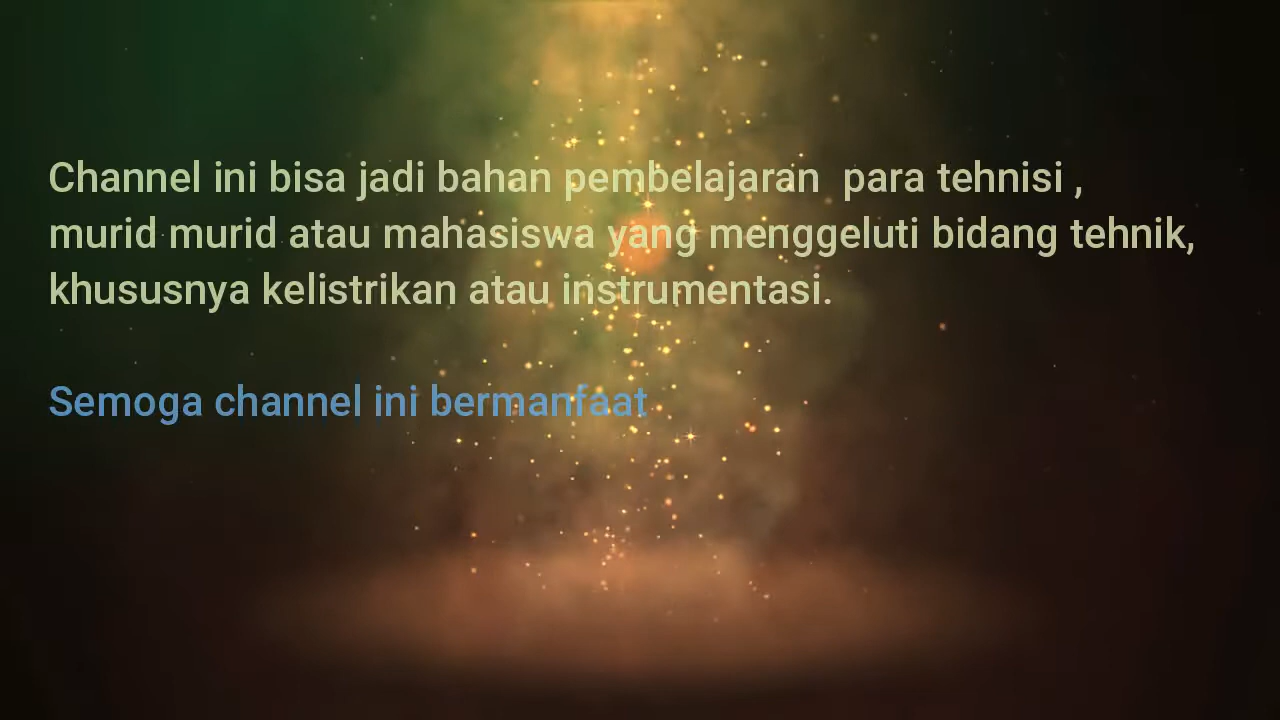 Channel ini bisa jadi bahan pembelajaran  para tehnisi ,
murid murid atau mahasiswa yang menggeluti bidang tehnik,
khususnya kelistrikan atau instrumentasi.
Semoga channel ini bermanfaat